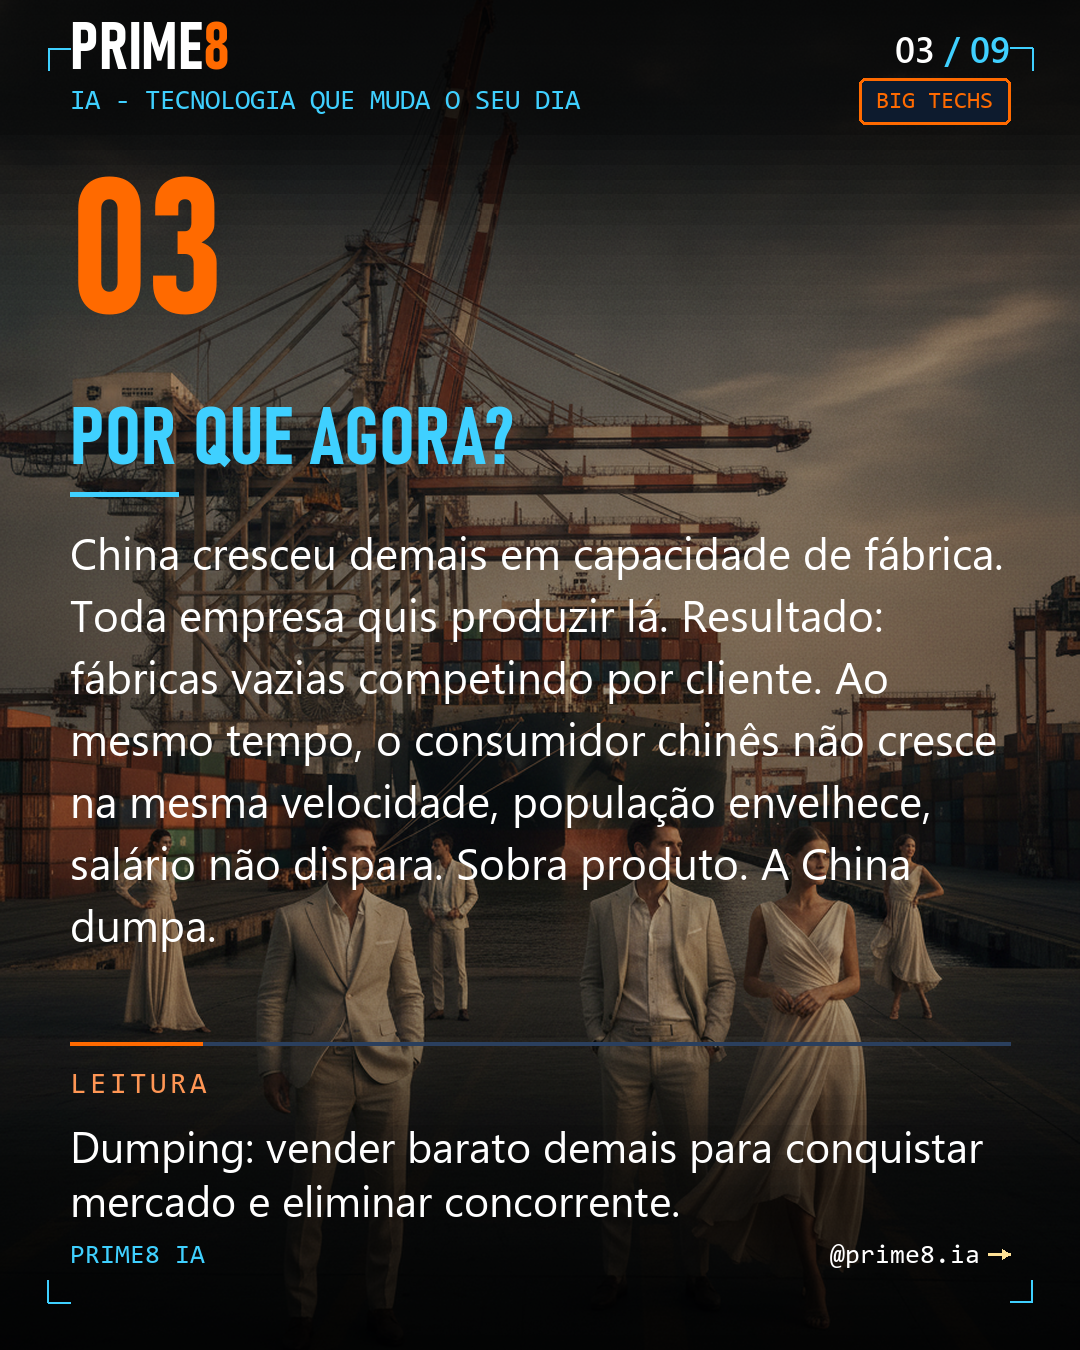 PRIME8
03 / 09
IA - TECNOLOGIA QUE MUDA O SEU DIA
BIG TECHS
03
POR QUE AGORA?
China cresceu demais em capacidade de fábrica.
Toda empresa quis produzir lá. Resultado:
fábricas vazias competindo por cliente. Ao
mesmo tempo, o consumidor chinês não cresce
na mesma velocidade, população envelhece,
salário não dispara. Sobra produto. A China
dumpa.
LEITURA
Dumping: vender barato demais para conquistar
mercado e eliminar concorrente.
PRIME8 IA
@prime8.ia